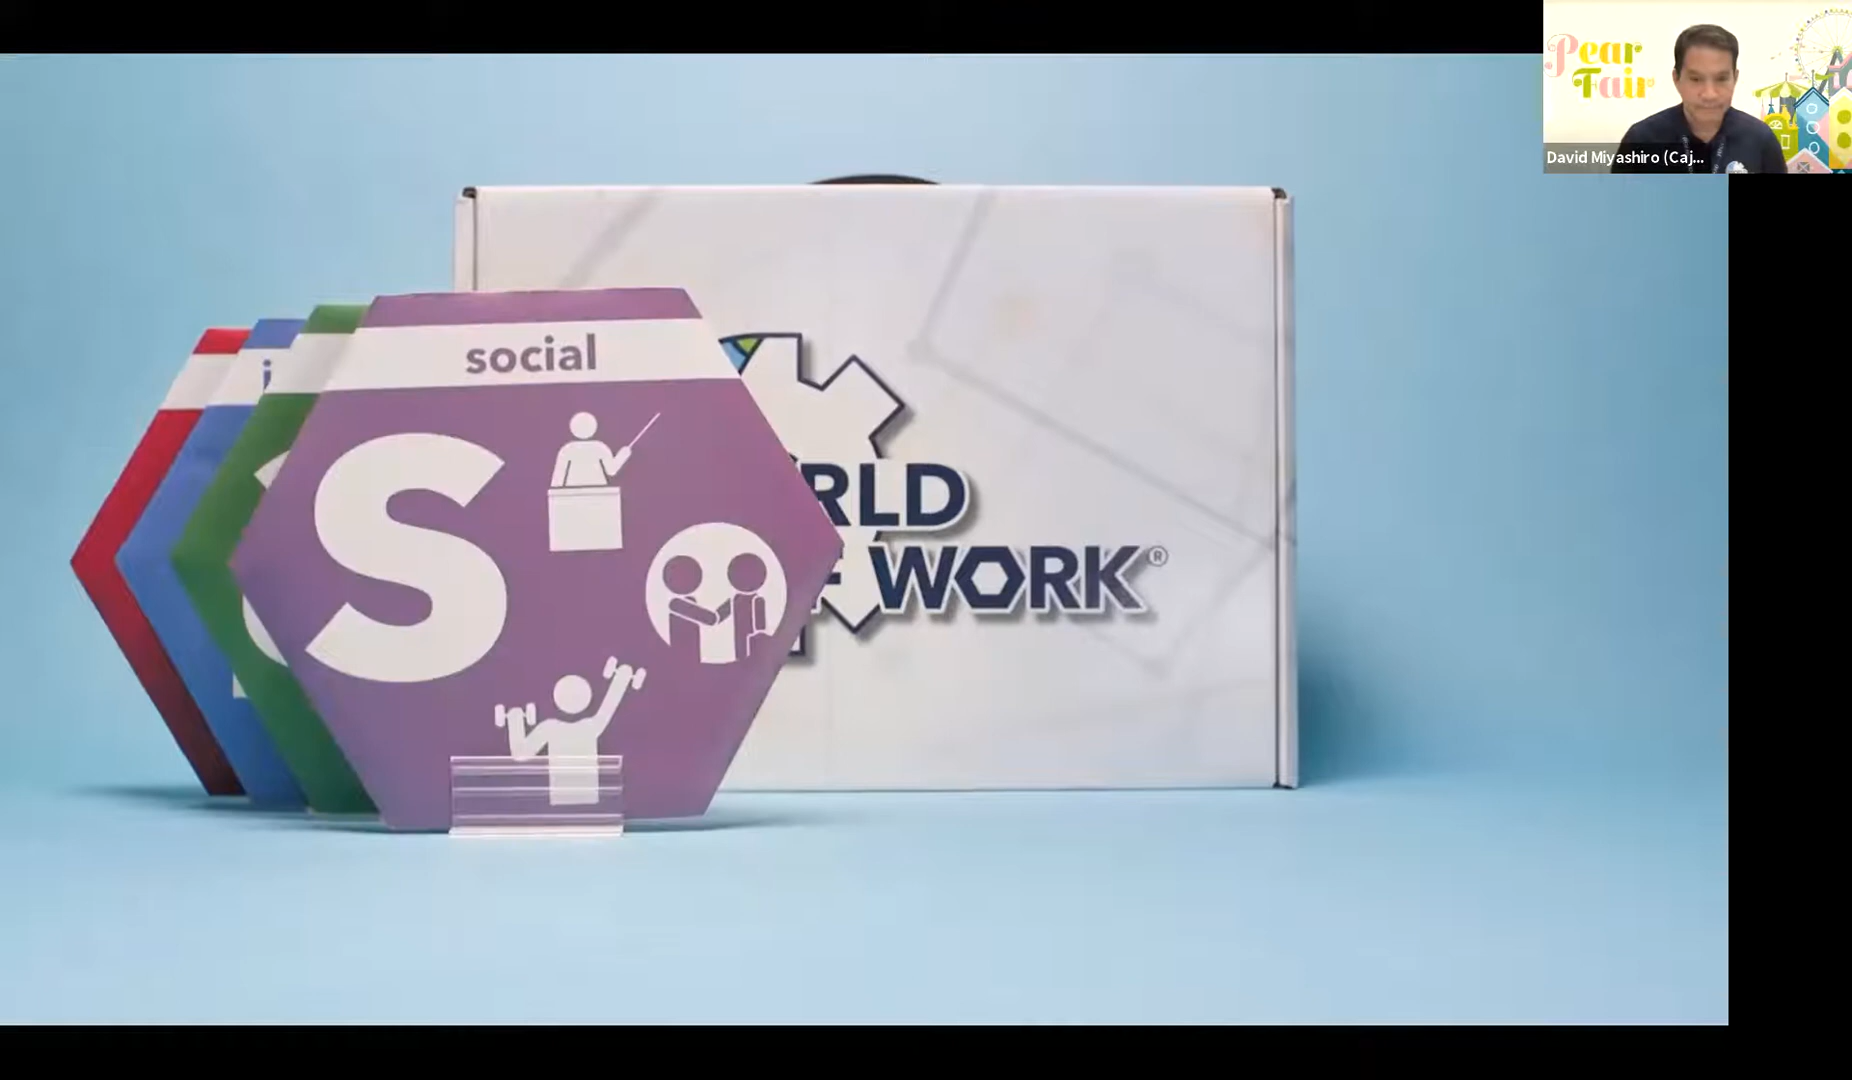 Pear
Fair
David Miyashiro (Caj...
social
i
S
RLD
F WORK®